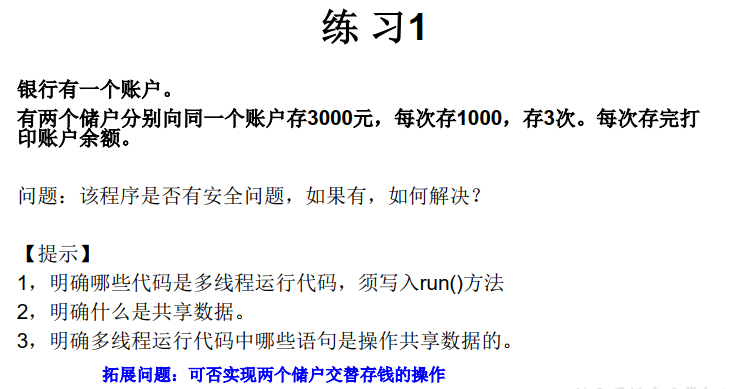 练 习1
银行有一个账户。
有两个储户分别向同一个账户存3000元，每次存1000，存3次。每次存完打
印账户余额。
问题：该程序是否有安全问题，如果有，如何解决？
【提示】
1，明确哪些代码是多线程运行代码，须写入run()方法
2，明确什么是共享数据。
3，明确多线程运行代码中哪些语句是操作共享数据的。
拓展问题：可否实现两个储户交替存钱的操作